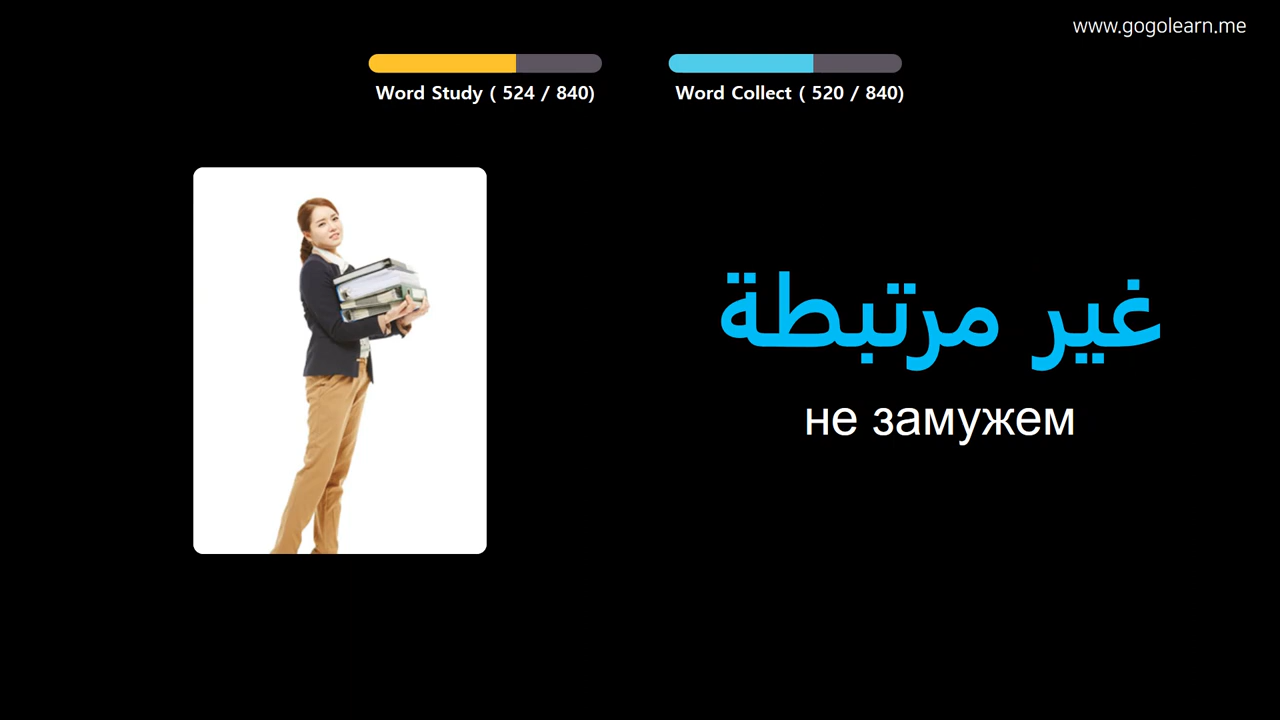 www.gogolearn.me
Word Study ( 524 / 840)
Word Collect ( 520 / 840)
غير مرتبطة
не замужем